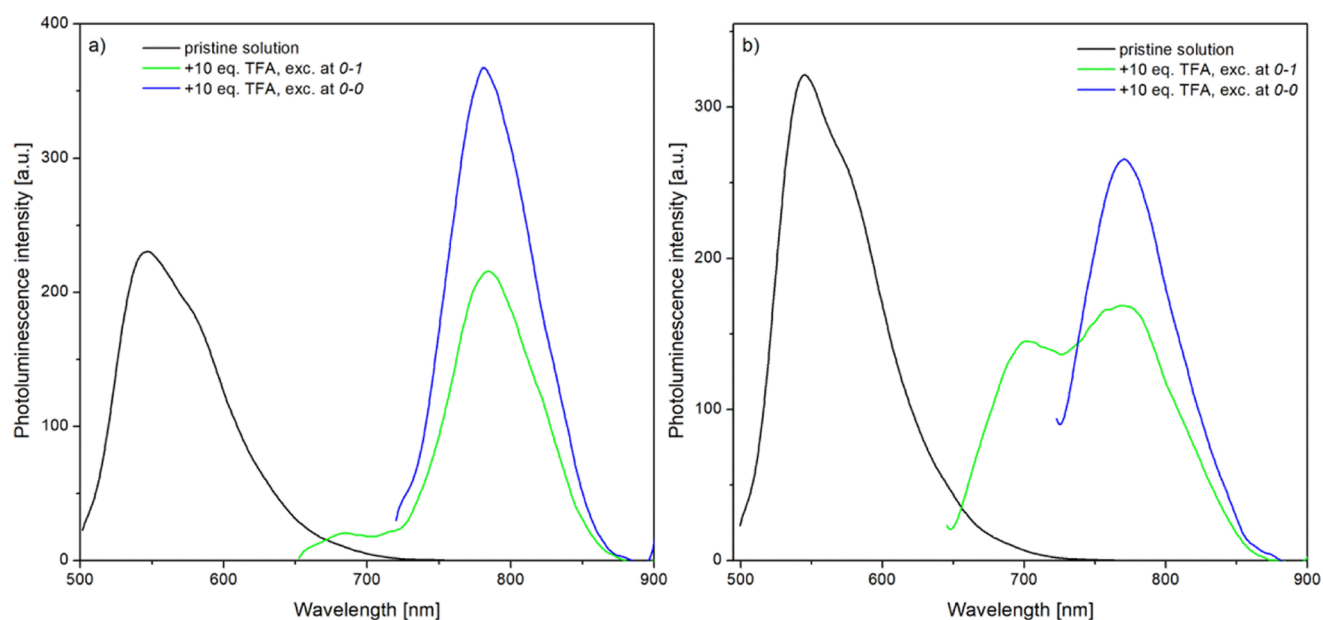 a)
pristine solution
+10 eq. TFA, exc. at 0-1
+10 eq. TFA, exc. at 0-0
Photoluminescence intensity [a.u.]
400
300
200
100
0
500
600
700
800
900
Wavelength [nm]
b)
pristine solution
+10 eq. TFA, exc. at 0-1
+10 eq. TFA, exc. at 0-0
Photoluminescence intensity [a.u.]
300
200
100
0
500
600
700
800
900
Wavelength [nm]